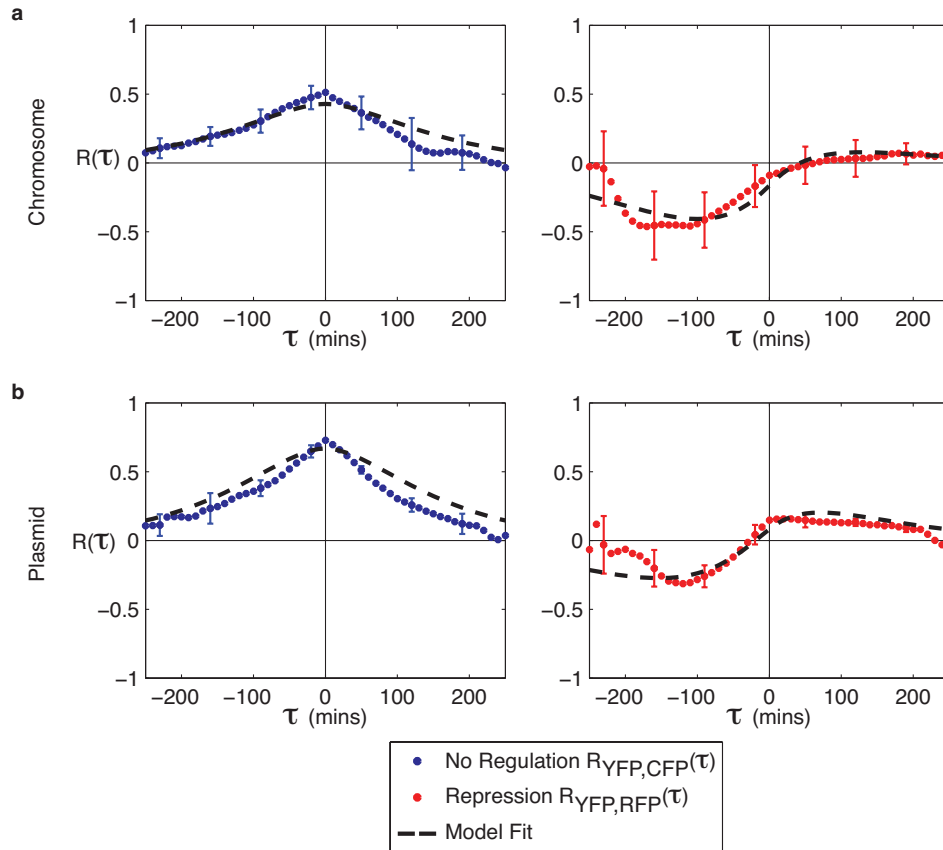 a
Chromosome
R(τ)
1
0.5
0
−0.5
−1
−200 −100 0 100 200
τ (mins)
1
0.5
0
−0.5
−1
−200 −100 0 100 200
τ (mins)
b
Plasmid
R(τ)
1
0.5
0
−0.5
−1
−200 −100 0 100 200
τ (mins)
1
0.5
0
−0.5
−1
−200 −100 0 100 200
τ (mins)
No Regulation RYFP,CFP(τ)
Repression RYFP,RFP(τ)
Model Fit